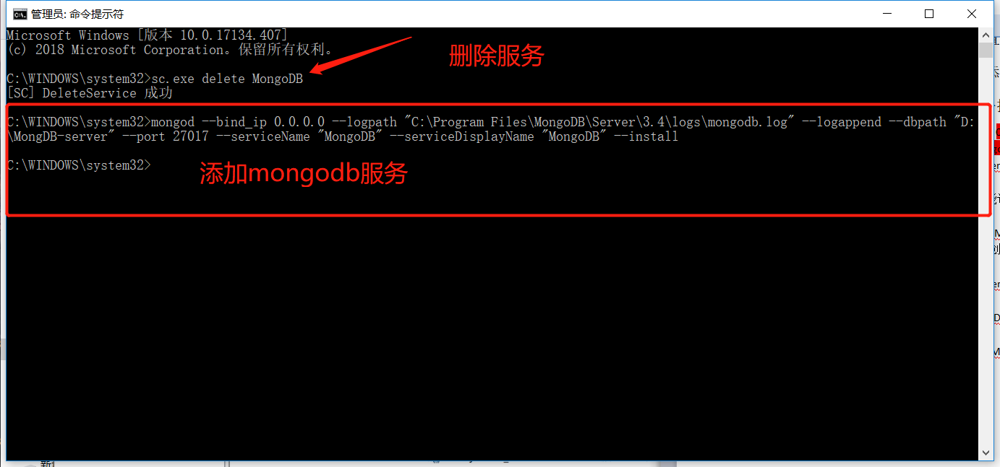 管理员: 命令提示符
Microsoft Windows [版本 10.0.17134.407]
(c) 2018 Microsoft Corporation。保留所有权利。
删除服务
C:\WINDOWS\system32>sc.exe delete MongoDB
[SC] DeleteService 成功
C:\WINDOWS\system32>mongod --bind_ip 0.0.0.0 --logpath "C:\Program Files\MongoDB\Server\3.4\logs\mongodb.log" --logappend --dbpath "D:
\MongDB-server" --port 27017 --serviceName "MongoDB" --serviceDisplayName "MongoDB" --install
C:\WINDOWS\system32>
添加mongodb服务